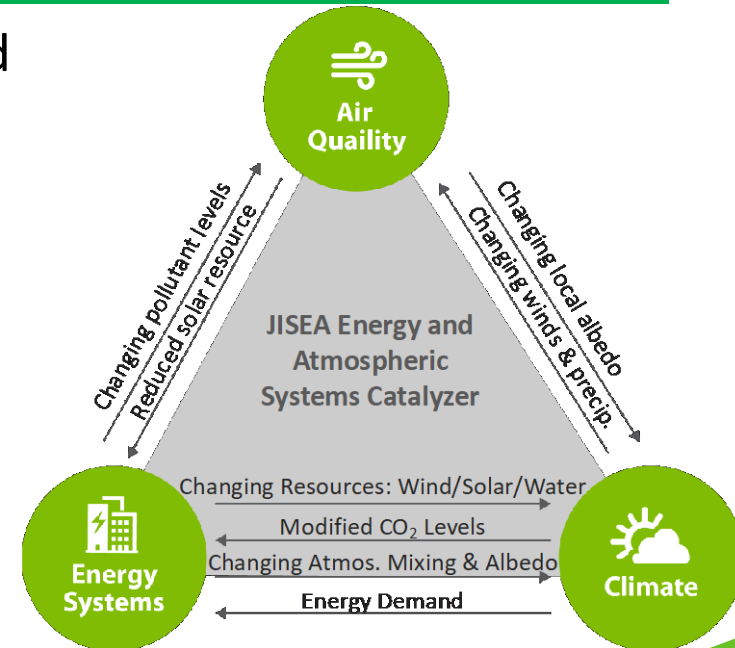 d
Air
Quaility
Changing pollutant levels
Reduced solar resource
Changing local albedo
Changing winds & precip.
JISEA Energy and
Atmospheric
Systems Catalyzer
Changing Resources: Wind/Solar/Water
Modified CO₂ Levels
Changing Atmos. Mixing & Albedo
Energy Demand
Energy
Systems
Climate